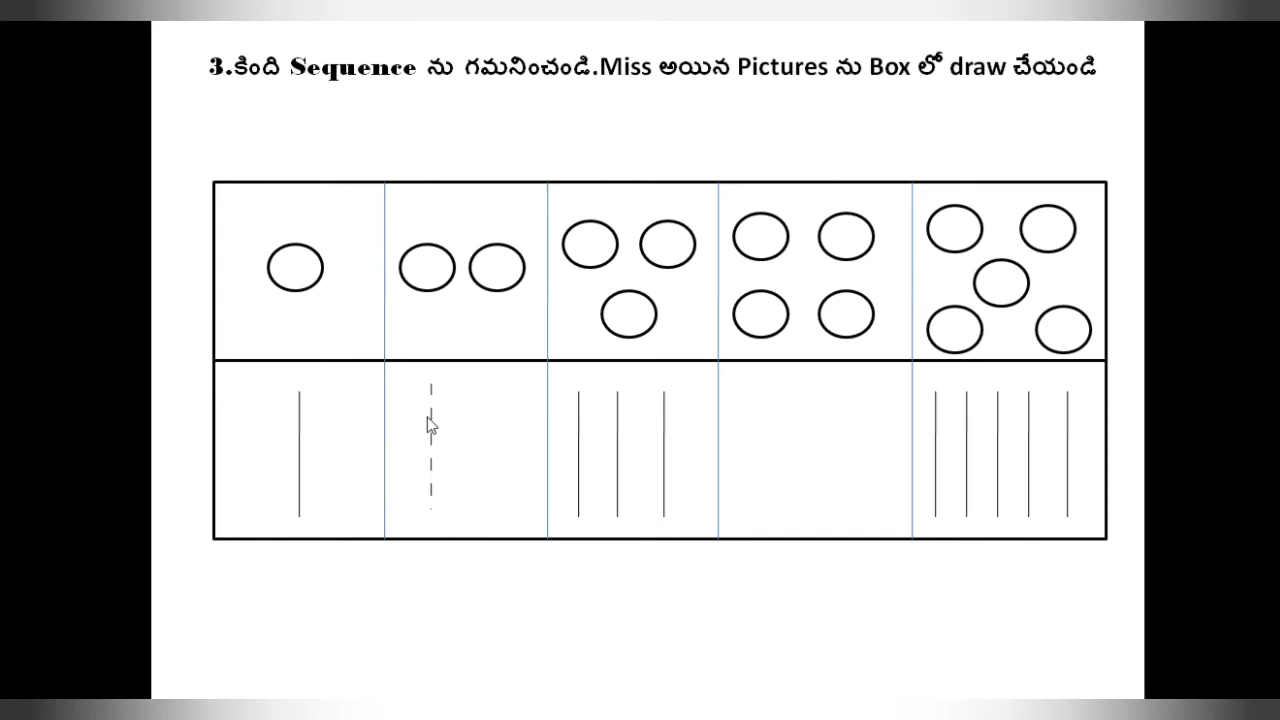 3.కింది Sequence ను గమనించండి.Miss అయిన Pictures ను Box లో draw చేయండి